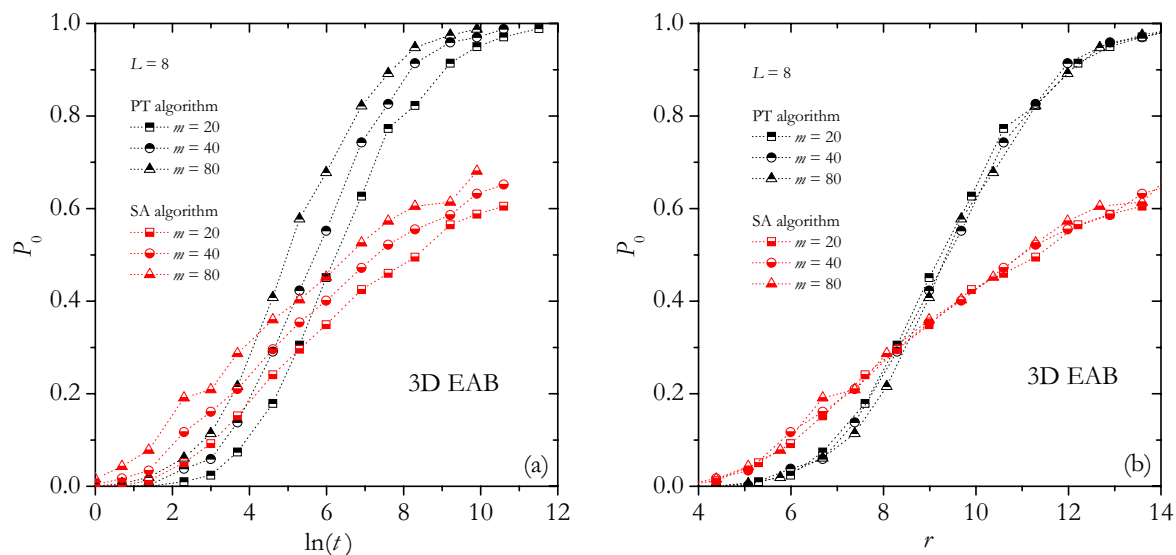 1.0
0.8
0.6
0.4
0.2
0.0
P₀
L = 8
PT algorithm
m = 20
m = 40
m = 80
SA algorithm
m = 20
m = 40
m = 80
3D EAB
(a)
0 2 4 6 8 10 12
ln(t)
1.0
0.8
0.6
0.4
0.2
0.0
P₀
L = 8
PT algorithm
m = 20
m = 40
m = 80
SA algorithm
m = 20
m = 40
m = 80
3D EAB
(b)
4 6 8 10 12 14
r